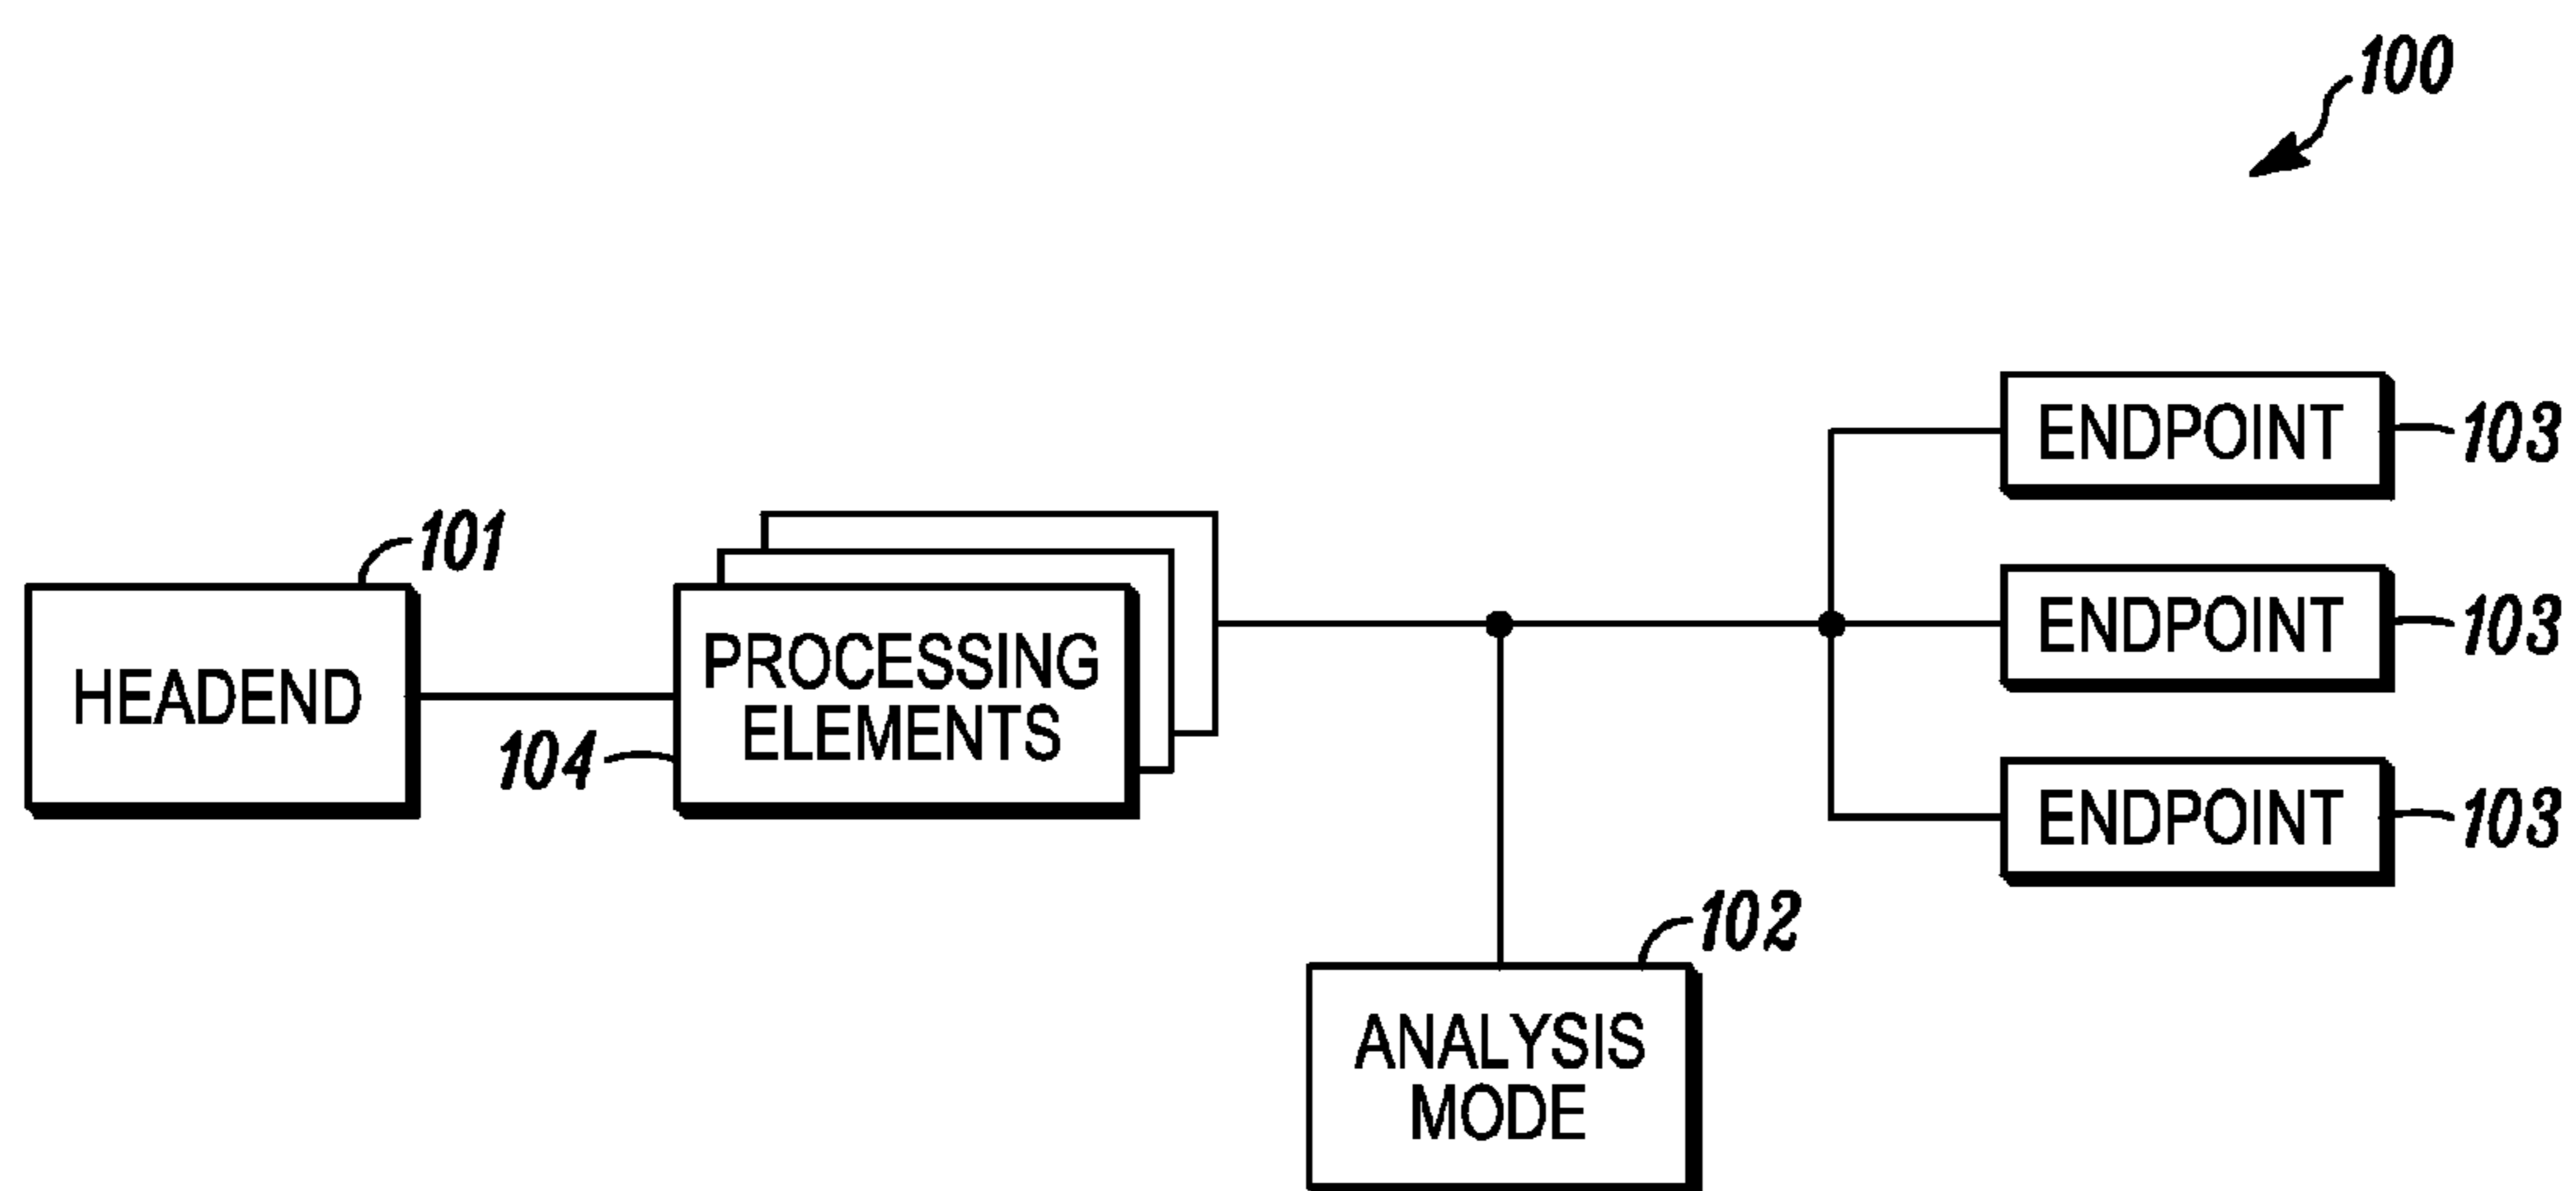 100
ENDPOINT
103
101
HEADEND
PROCESSING
ELEMENTS
104
ENDPOINT
103
ENDPOINT
103
102
ANALYSIS
MODE